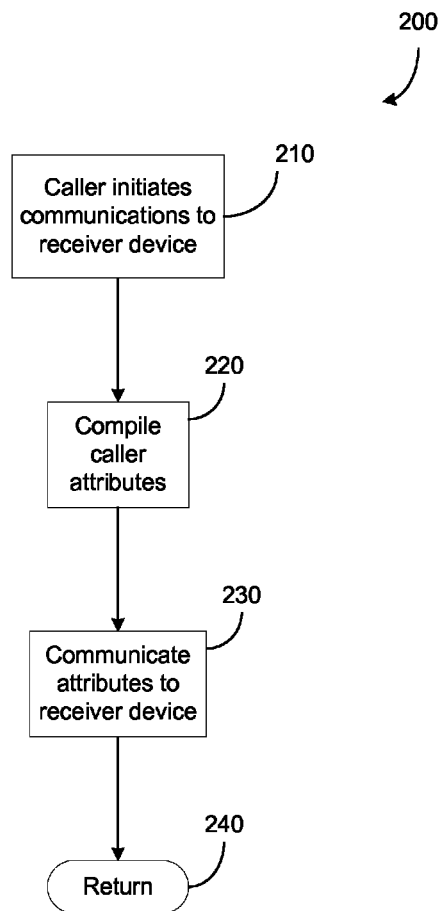 200
210
Caller initiates
communications to
receiver device
220
Compile
caller
attributes
230
Communicate
attributes to
receiver device
240
Return